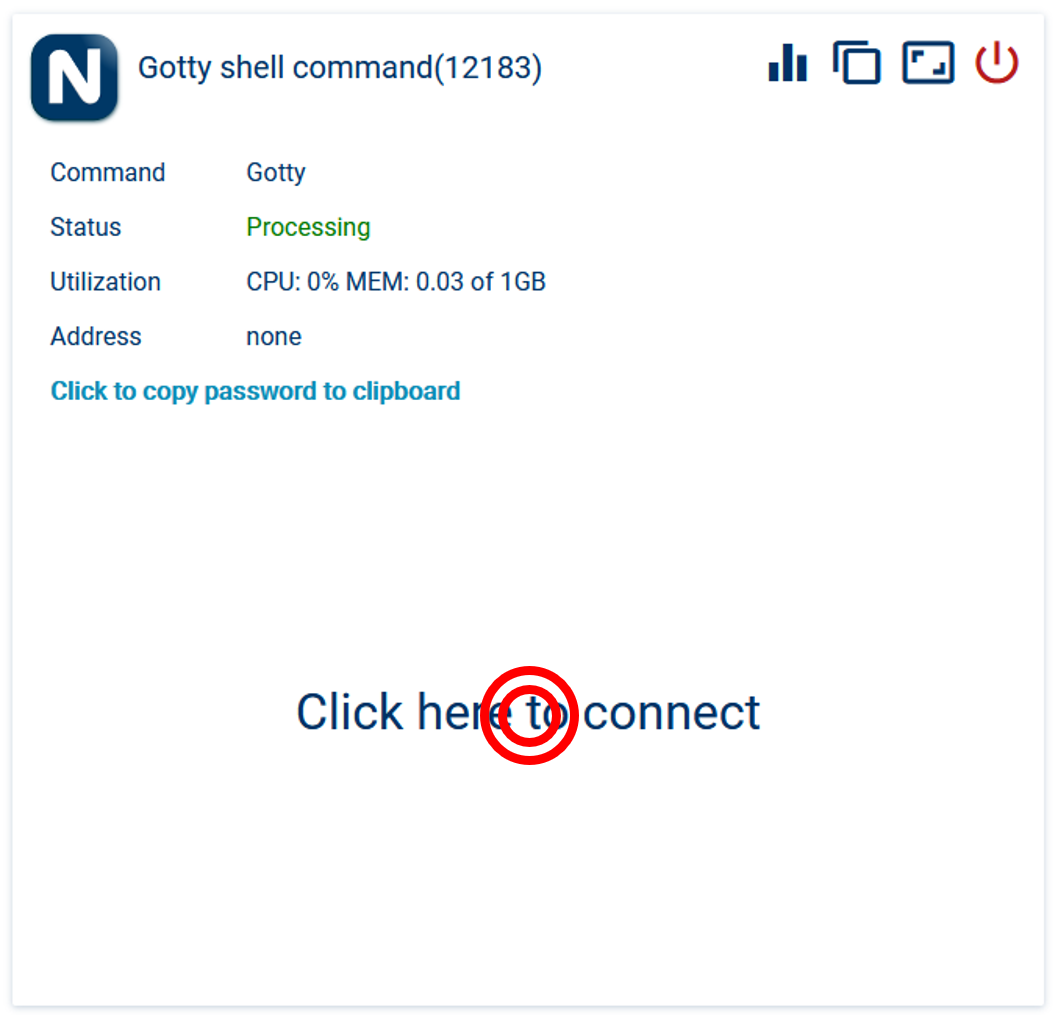 N Gotty shell command(12183)
Command Gotty
Status Processing
Utilization CPU: 0% MEM: 0.03 of 1GB
Address none
Click to copy password to clipboard
Click here to connect